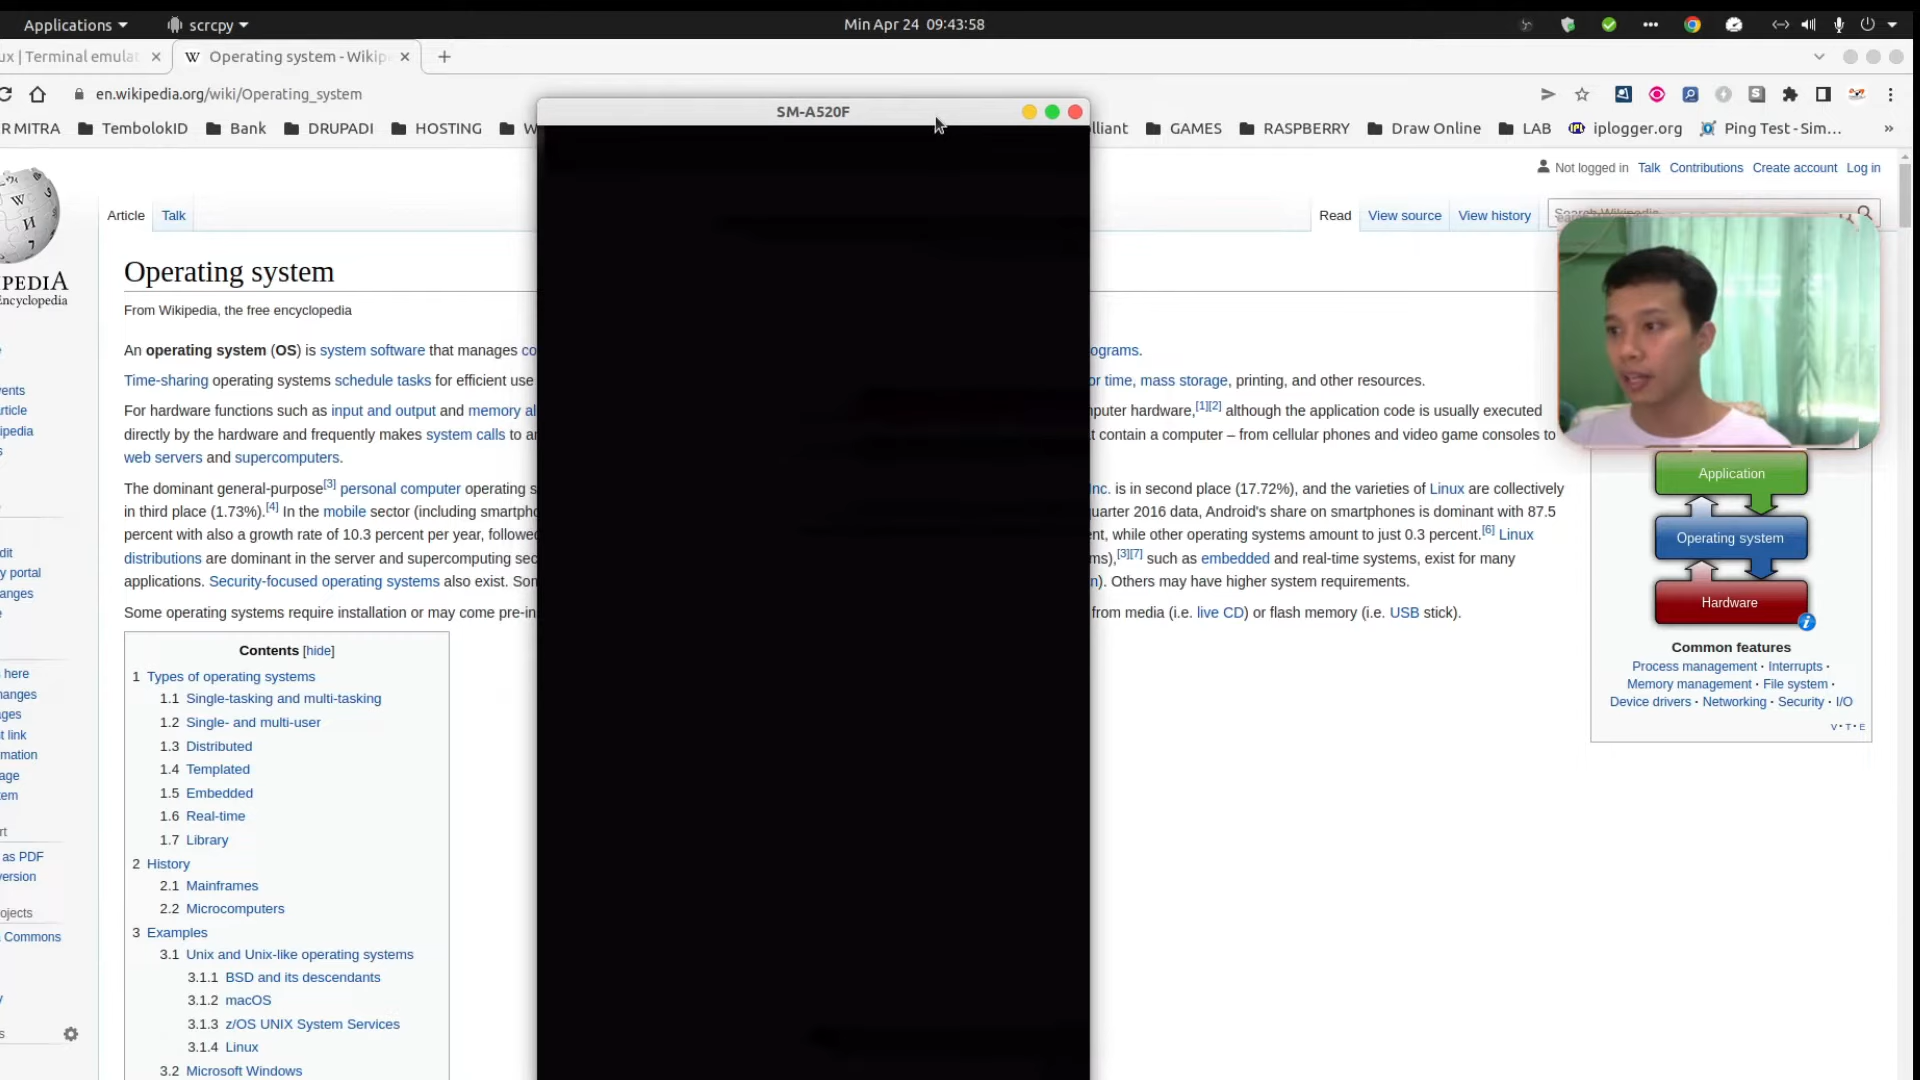 Applications
scrcpy
Min Apr 24 09:43:58
ux | Terminal emulat
Operating system - Wikip
en.wikipedia.org/wiki/Operating_system
R MITRA
TembolokID
Bank
DRUPADI
HOSTING
W
lliant
GAMES
RASPBERRY
Draw Online
LAB
iplogger.org
Ping Test - Sim...
»
SM-A520F
Not logged in Talk Contributions Create account Log in
Article Talk
Read View source View history
Search Wikipedia
IPEDIA
Encyclopedia
Operating system
From Wikipedia, the free encyclopedia
An operating system (OS) is system software that manages co
ograms.
Time-sharing operating systems schedule tasks for efficient use
or time, mass storage, printing, and other resources.
For hardware functions such as input and output and memory al
puter hardware,[1][2] although the application code is usually executed
directly by the hardware and frequently makes system calls to an
t contain a computer – from cellular phones and video game consoles to
web servers and supercomputers.
The dominant general-purpose[3] personal computer operating s
Inc. is in second place (17.72%), and the varieties of Linux are collectively
in third place (1.73%).[4] In the mobile sector (including smartpho
uarter 2016 data, Android's share on smartphones is dominant with 87.5
percent with also a growth rate of 10.3 percent per year, followe
ent, while other operating systems amount to just 0.3 percent.[6] Linux
distributions are dominant in the server and supercomputing sec
ms),[3][7] such as embedded and real-time systems, exist for many
applications. Security-focused operating systems also exist. Som
n). Others may have higher system requirements.
Some operating systems require installation or may come pre-in
from media (i.e. live CD) or flash memory (i.e. USB stick).
Contents [hide]
1 Types of operating systems
1.1 Single-tasking and multi-tasking
1.2 Single- and multi-user
1.3 Distributed
1.4 Templated
1.5 Embedded
1.6 Real-time
1.7 Library
2 History
2.1 Mainframes
2.2 Microcomputers
3 Examples
3.1 Unix and Unix-like operating systems
3.1.1 BSD and its descendants
3.1.2 macOS
3.1.3 z/OS UNIX System Services
3.1.4 Linux
3.2 Microsoft Windows
Application
Operating system
Hardware
Common features
Process management · Interrupts ·
Memory management · File system ·
Device drivers · Networking · Security · I/O
V · T · E
vents
rticle
ipedia
s
dit
y portal
anges
e
here
hanges
ages
t link
rmation
age
tem
rt
as PDF
version
ojects
Commons
y
s